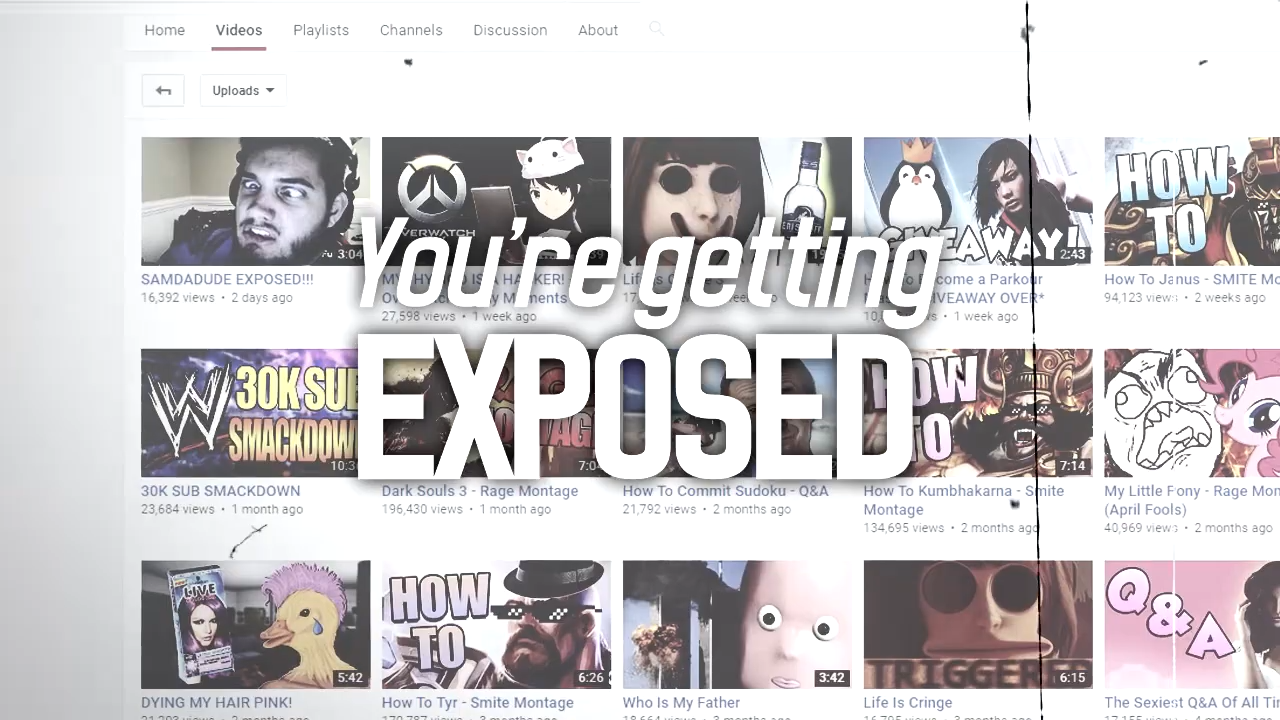 Home Videos Playlists Channels Discussion About
Uploads
You're getting
EXPOSED
OVERWATCH
GIVEAWAY!
HOW
TO
3:04
2:43
SAMDADUDE EXPOSED!!!
16,392 views • 2 days ago
27,598 views • 1 week ago
1 week ago
How To Janus - SMITE Mo
94,123 views • 2 weeks ago
30K SUB
SMACKDOWN
HOW
TO
7:04
7:14
30K SUB SMACKDOWN
23,684 views • 1 month ago
Dark Souls 3 - Rage Montage
196,430 views • 1 month ago
How To Commit Sudoku - Q&A
21,792 views • 2 months ago
How To Kumbhakarna - Smite
Montage
134,695 views • 2 months ago
My Little Pony - Rage Mon
(April Fools)
40,969 views • 2 months ago
LIVE
HOW
TO
TRIGGERED
Q&A
5:42
6:26
3:42
6:15
DYING MY HAIR PINK!
How To Tyr - Smite Montage
Who Is My Father
Life Is Cringe
The Sexiest Q&A Of All Ti